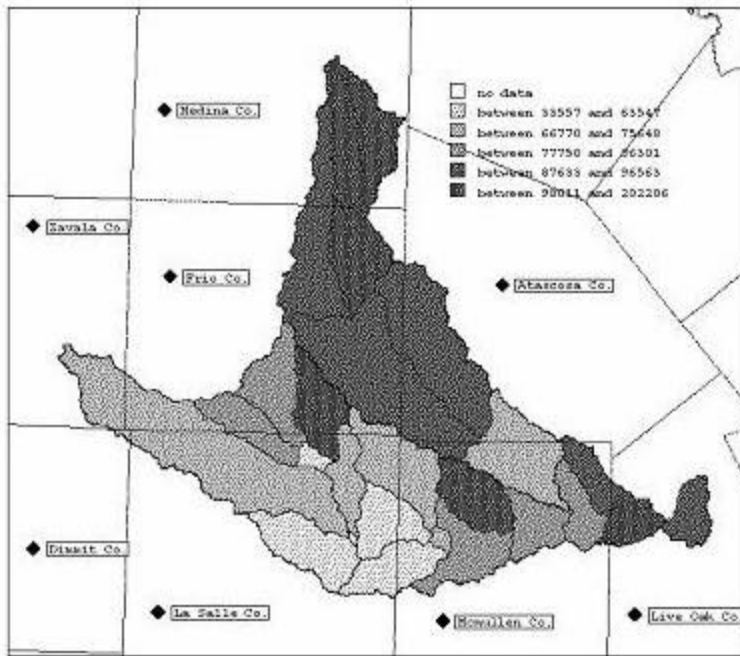 Medina Co.
no data
between 33557 and 63547
between 66770 and 75640
between 77750 and 86301
between 87633 and 96563
between 98011 and 202206
Zavala Co.
Frio Co.
Atascosa Co.
Dimmit Co.
La Salle Co.
Mcmullen Co.
Live Oak Co.